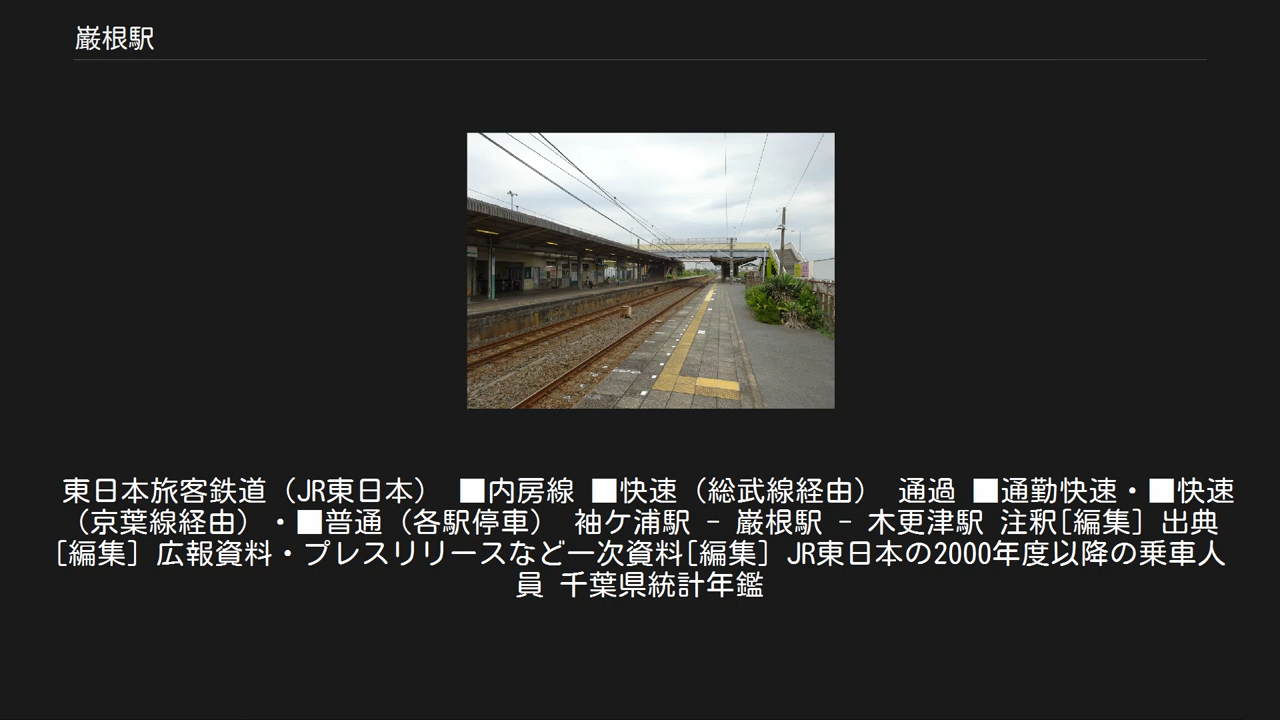 巌根駅
東日本旅客鉄道（JR東日本） ■内房線 ■快速（総武線経由） 通過 ■通勤快速・■快速
（京葉線経由）・■普通（各駅停車） 袖ケ浦駅 - 巌根駅 - 木更津駅 注釈[編集] 出典
[編集] 広報資料・プレスリリースなど一次資料[編集] JR東日本の2000年度以降の乗車人
員 千葉県統計年鑑